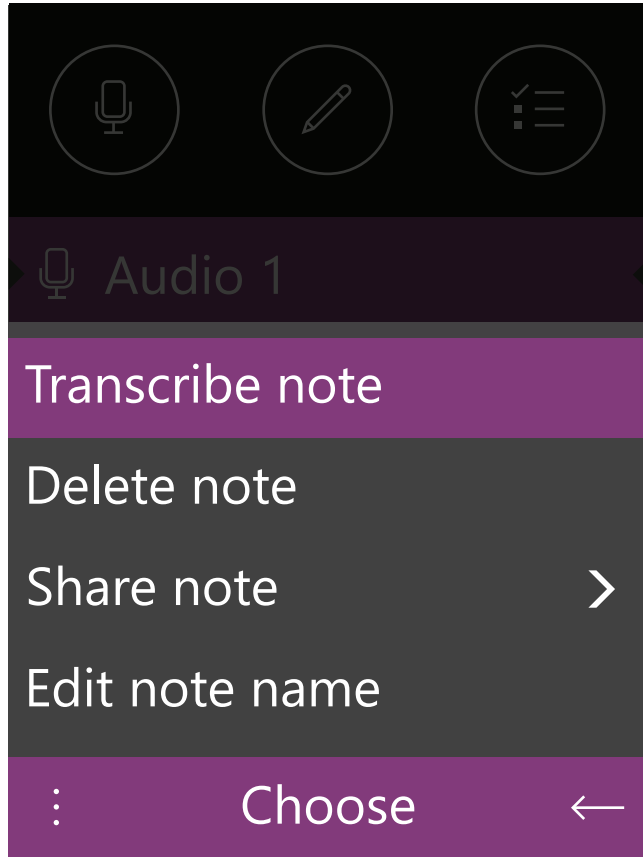 Audio 1
Transcribe note
Delete note
Share note
Edit note name
Choose